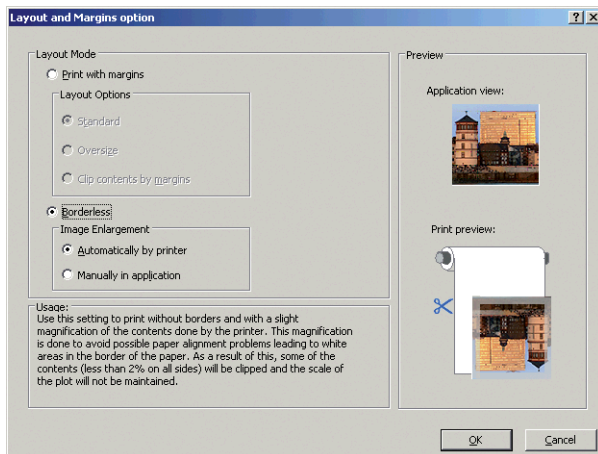 Layout and Margins option
Layout Mode
Print with margins
Layout Options
Standard
Oversize
Clip contents by margins
Borderless
Image Enlargement
Automatically by printer
Manually in application
Usage:
Use this setting to print without borders and with a slight
magnification of the contents done by the printer. This magnification
is done to avoid possible paper alignment problems leading to white
areas in the border of the paper. As a result of this, some of the
contents (less than 2% on all sides) will be clipped and the scale of
the plot will not be maintained.
Preview
Application view:
Print preview:
OK
Cancel